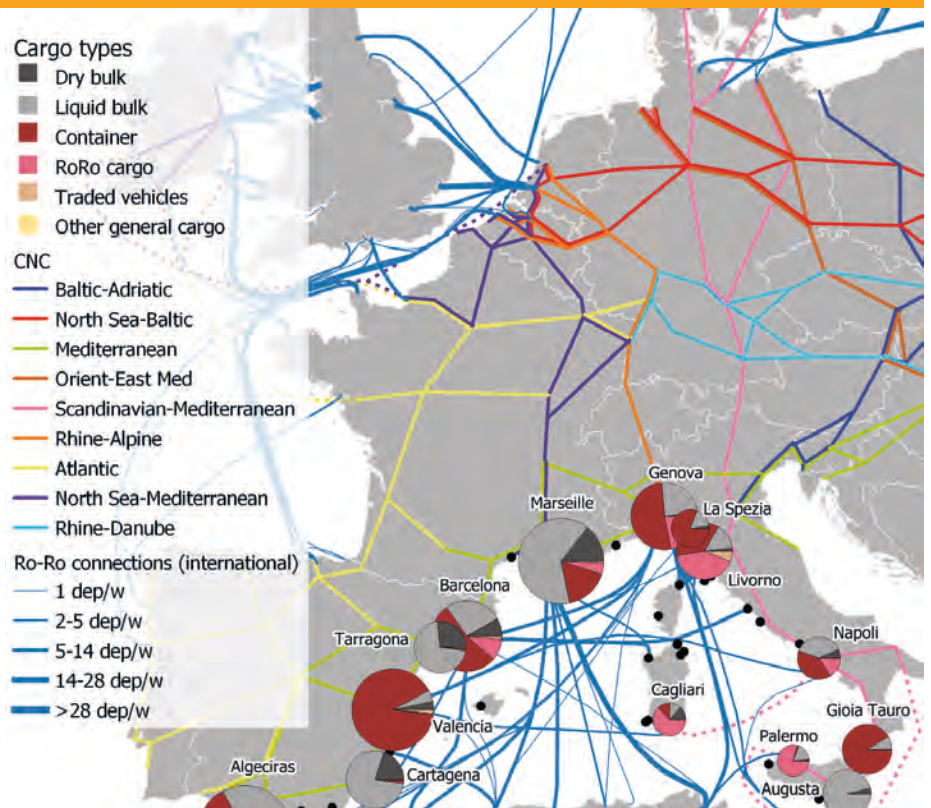 Cargo types
Dry bulk
Liquid bulk
Container
RoRo cargo
Traded vehicles
Other general cargo
CNC
Baltic-Adriatic
North Sea-Baltic
Mediterranean
Orient-East Med
Scandinavian-Mediterranean
Rhine-Alpine
Atlantic
North Sea-Mediterranean
Rhine-Danube
Ro-Ro connections (international)
1 dep/w
2-5 dep/w
5-14 dep/w
14-28 dep/w
>28 dep/w
Genova
Marseille
La Spezia
Barcelona
Livorno
Tarragona
Napoli
Cagliari
Valencia
Gioia Tauro
Palermo
Algeciras
Cartagena
Augusta